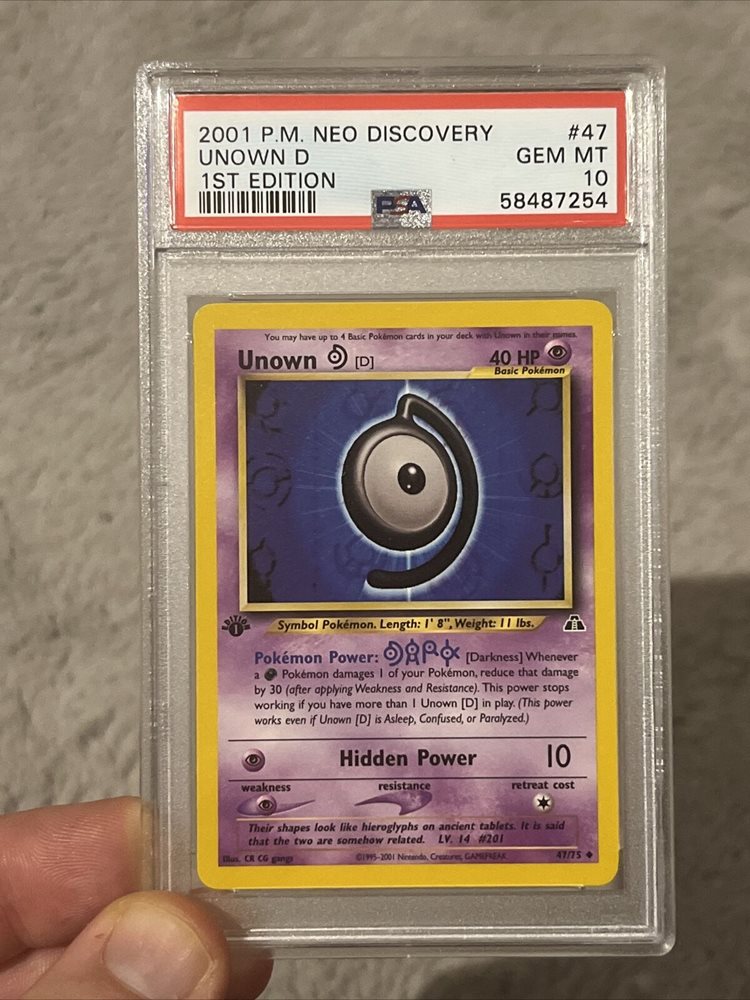 2001 P.M. NEO DISCOVERY #47
UNOWN D GEM MT
1ST EDITION 10
PSA 58487254
You may have up to 4 Basic Pokémon cards in your deck with Unown in their names.
Unown [D] 40 HP
Basic Pokémon
Symbol Pokémon. Length: 1' 8", Weight: 11 lbs.
EDITION 1
Pokémon Power: [Darkness] Whenever
a Pokémon damages 1 of your Pokémon, reduce that damage
by 30 (after applying Weakness and Resistance). This power stops
working if you have more than 1 Unown [D] in play. (This power
works even if Unown [D] is Asleep, Confused, or Paralyzed.)
Hidden Power 10
weakness resistance retreat cost
Their shapes look like hieroglyphs on ancient tablets. It is said
that the two are somehow related. LV. 14 #201
Illus. CR CG gangs ©1995-2001 Nintendo, Creatures, GAMEFREAK 47/75